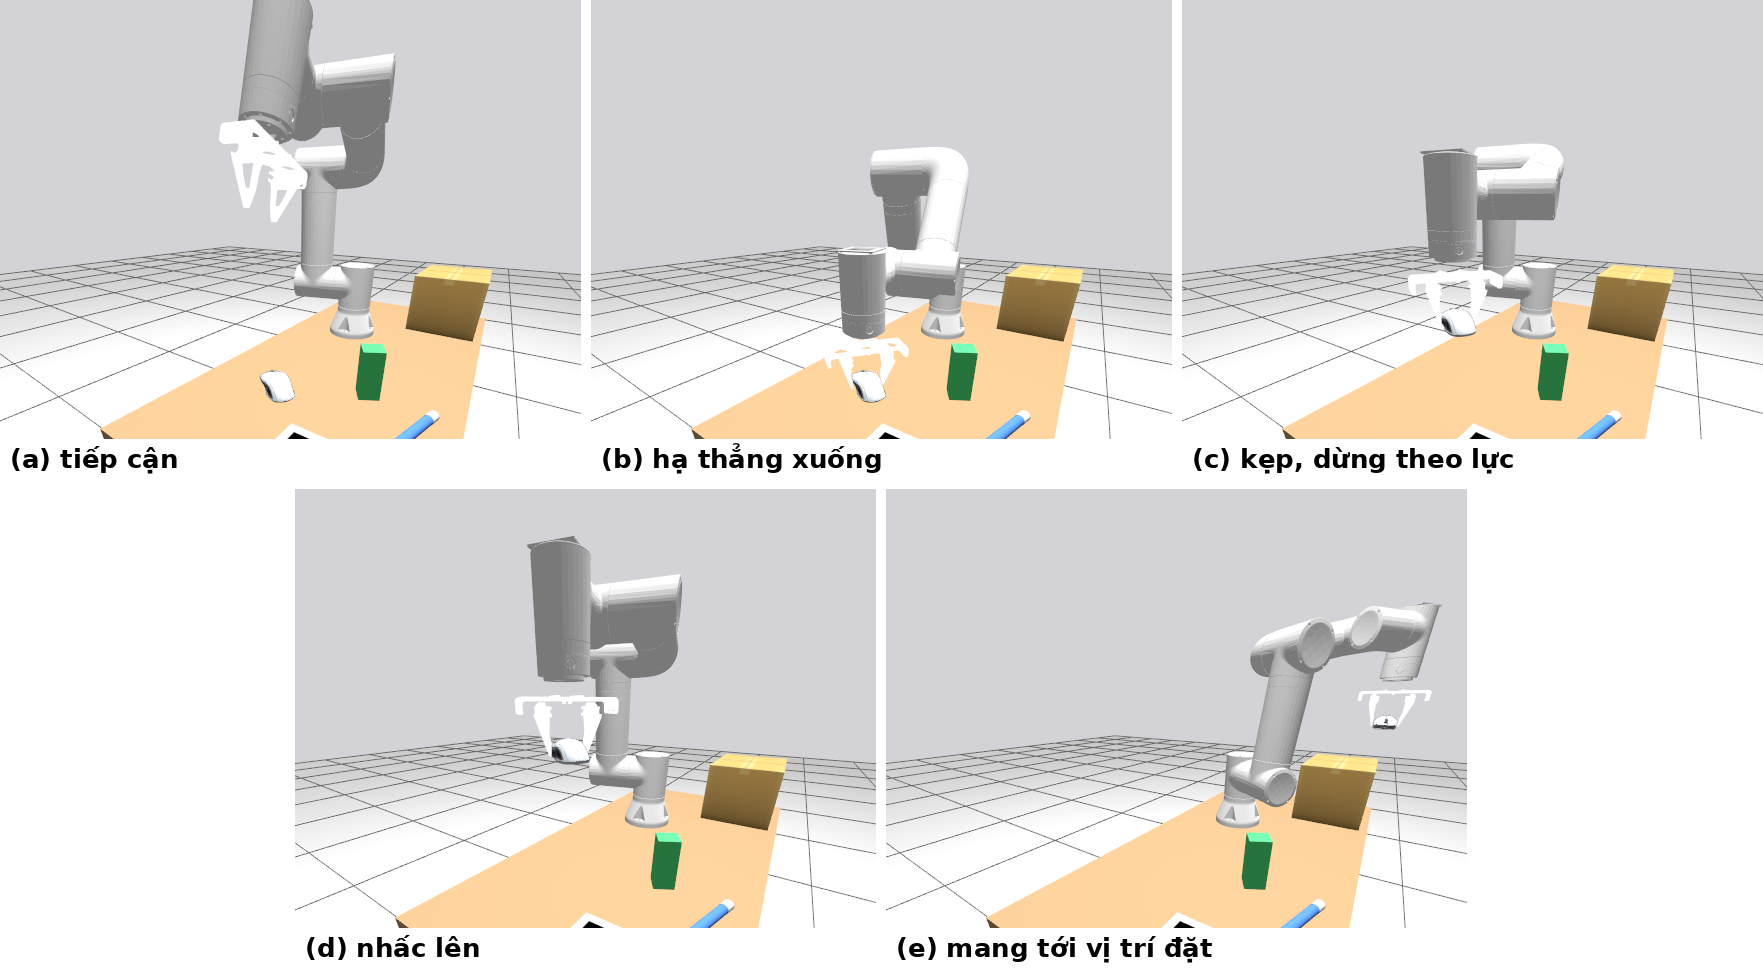 (a) tiếp cận
(b) hạ thẳng xuống
(c) kẹp, dừng theo lực
(d) nhấc lên
(e) mang tới vị trí đặt